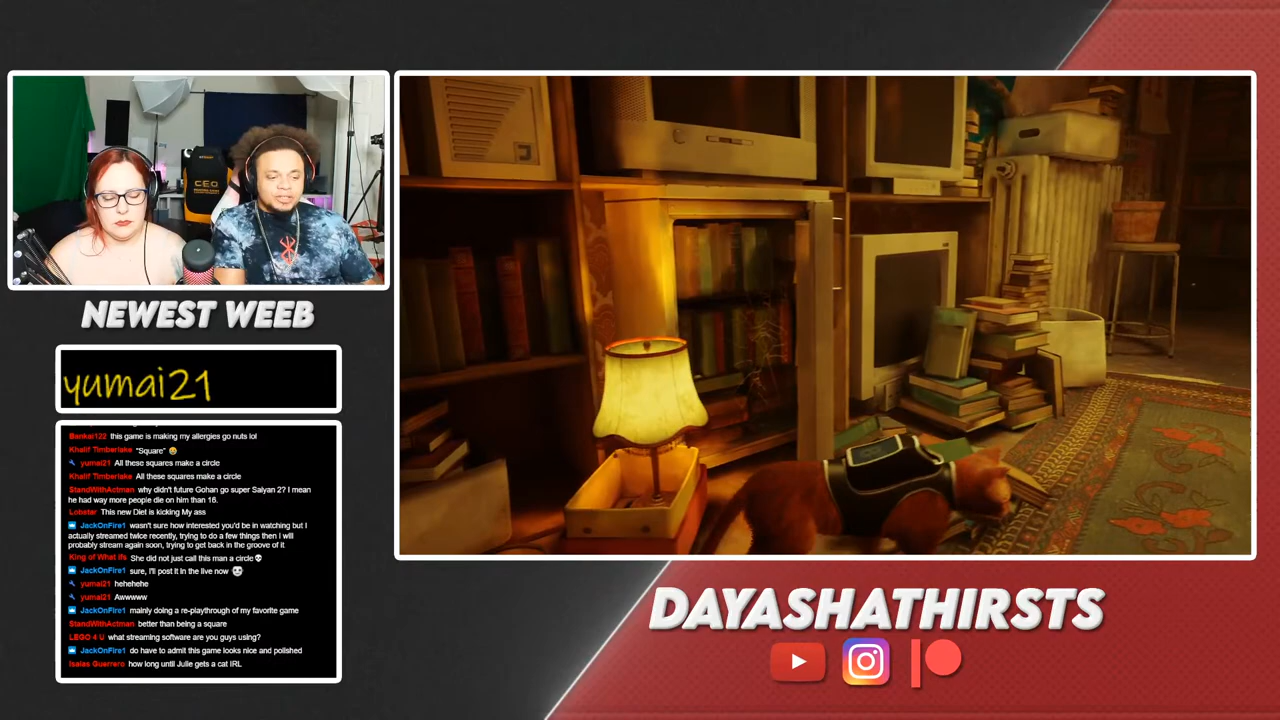 CEO
NEWEST WEEB
yumai21
Bankai122 this game is making my allergies go nuts lol
Khalif Timberlake "Square" 😂
yumai21 All these squares make a circle
Khalif Timberlake All these squares make a circle
StandWithActman why didn't future Gohan go super Saiyan 2? I mean
he had way more people die on him than 16.
Lobstar This new Diet is kicking My ass
JackOnFire1 wasn't sure how interested you'd be in watching but I
actually streamed twice recently, trying to do a few things then i will
probably stream again soon, trying to get back in the groove of it
King of What ifs She did not just call this man a circle💀
JackOnFire1 sure, I'll post it in the live now
yumai21 hehehehe
yumai21 Awwwww
JackOnFire1 mainly doing a re-playthrough of my favorite game
StandWithActman better than being a square
LEGO 4 U what streaming software are you guys using?
JackOnFire1 do have to admit this game looks nice and polished
Isaias Guerrero how long until Julie gets a cat IRL
DAYASHATHIRSTS